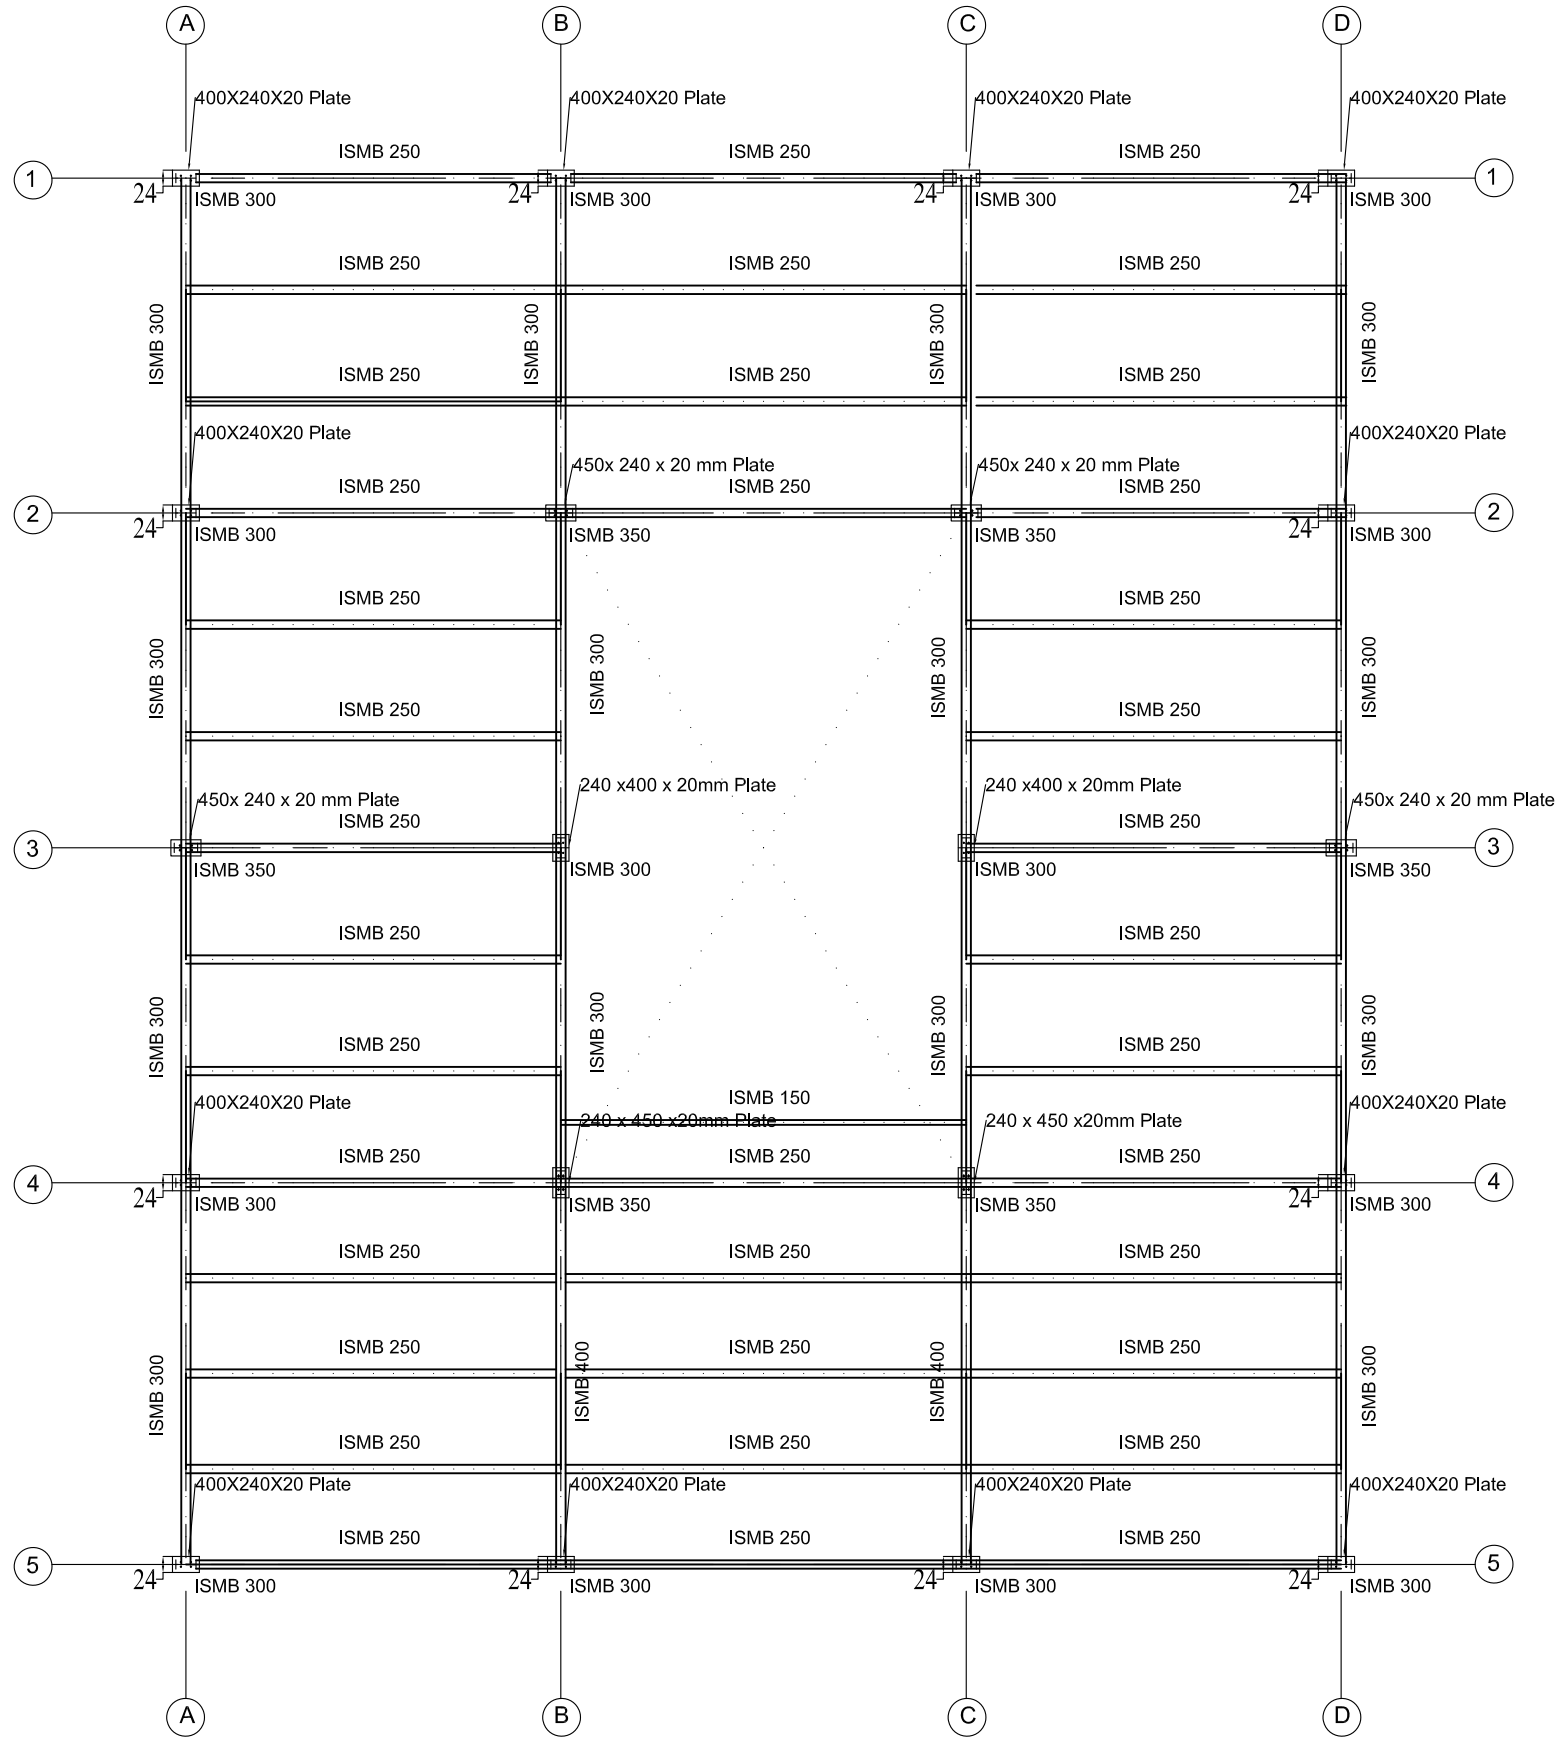 A
B
C
D
400X240X20 Plate
400X240X20 Plate
400X240X20 Plate
400X240X20 Plate
ISMB 250
ISMB 250
ISMB 250
1
1
24
ISMB 300
24
ISMB 300
24
ISMB 300
24
ISMB 300
ISMB 250
ISMB 250
ISMB 250
ISMB 300
ISMB 300
ISMB 300
ISMB 300
ISMB 250
ISMB 250
ISMB 250
400X240X20 Plate
400X240X20 Plate
450x 240 x 20 mm Plate
450x 240 x 20 mm Plate
ISMB 250
ISMB 250
ISMB 250
2
2
24
ISMB 300
ISMB 350
ISMB 350
24
ISMB 300
ISMB 250
ISMB 250
ISMB 300
ISMB 300
ISMB 300
ISMB 300
ISMB 250
ISMB 250
240 x400 x 20mm Plate
240 x400 x 20mm Plate
450x 240 x 20 mm Plate
450x 240 x 20 mm Plate
ISMB 250
ISMB 250
3
3
ISMB 350
ISMB 300
ISMB 300
ISMB 350
ISMB 250
ISMB 250
ISMB 300
ISMB 300
ISMB 300
ISMB 300
ISMB 250
ISMB 250
ISMB 150
400X240X20 Plate
400X240X20 Plate
240 x 450 x20mm Plate
240 x 450 x20mm Plate
ISMB 250
ISMB 250
ISMB 250
4
4
24
ISMB 300
ISMB 350
ISMB 350
24
ISMB 300
ISMB 250
ISMB 250
ISMB 250
ISMB 250
ISMB 250
ISMB 250
ISMB 300
ISMB 400
ISMB 400
ISMB 300
ISMB 250
ISMB 250
ISMB 250
400X240X20 Plate
400X240X20 Plate
400X240X20 Plate
400X240X20 Plate
ISMB 250
ISMB 250
ISMB 250
5
5
24
ISMB 300
24
ISMB 300
24
ISMB 300
24
ISMB 300
A
B
C
D